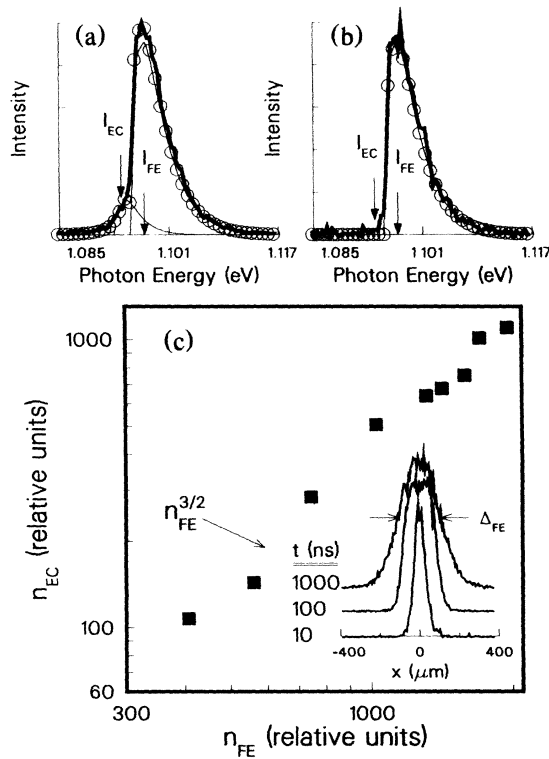 (a)
Intensity
I_EC
I_FE
1.085 1.101 1.117
Photon Energy (eV)
(b)
Intensity
I_EC
I_FE
1.085 1.101 1.117
Photon Energy (eV)
(c)
1000
100
60
n_EC (relative units)
n_FE^3/2
Δ_FE
t (ns)
1000
100
10
-400 0 400
x (μm)
300 1000
n_FE (relative units)